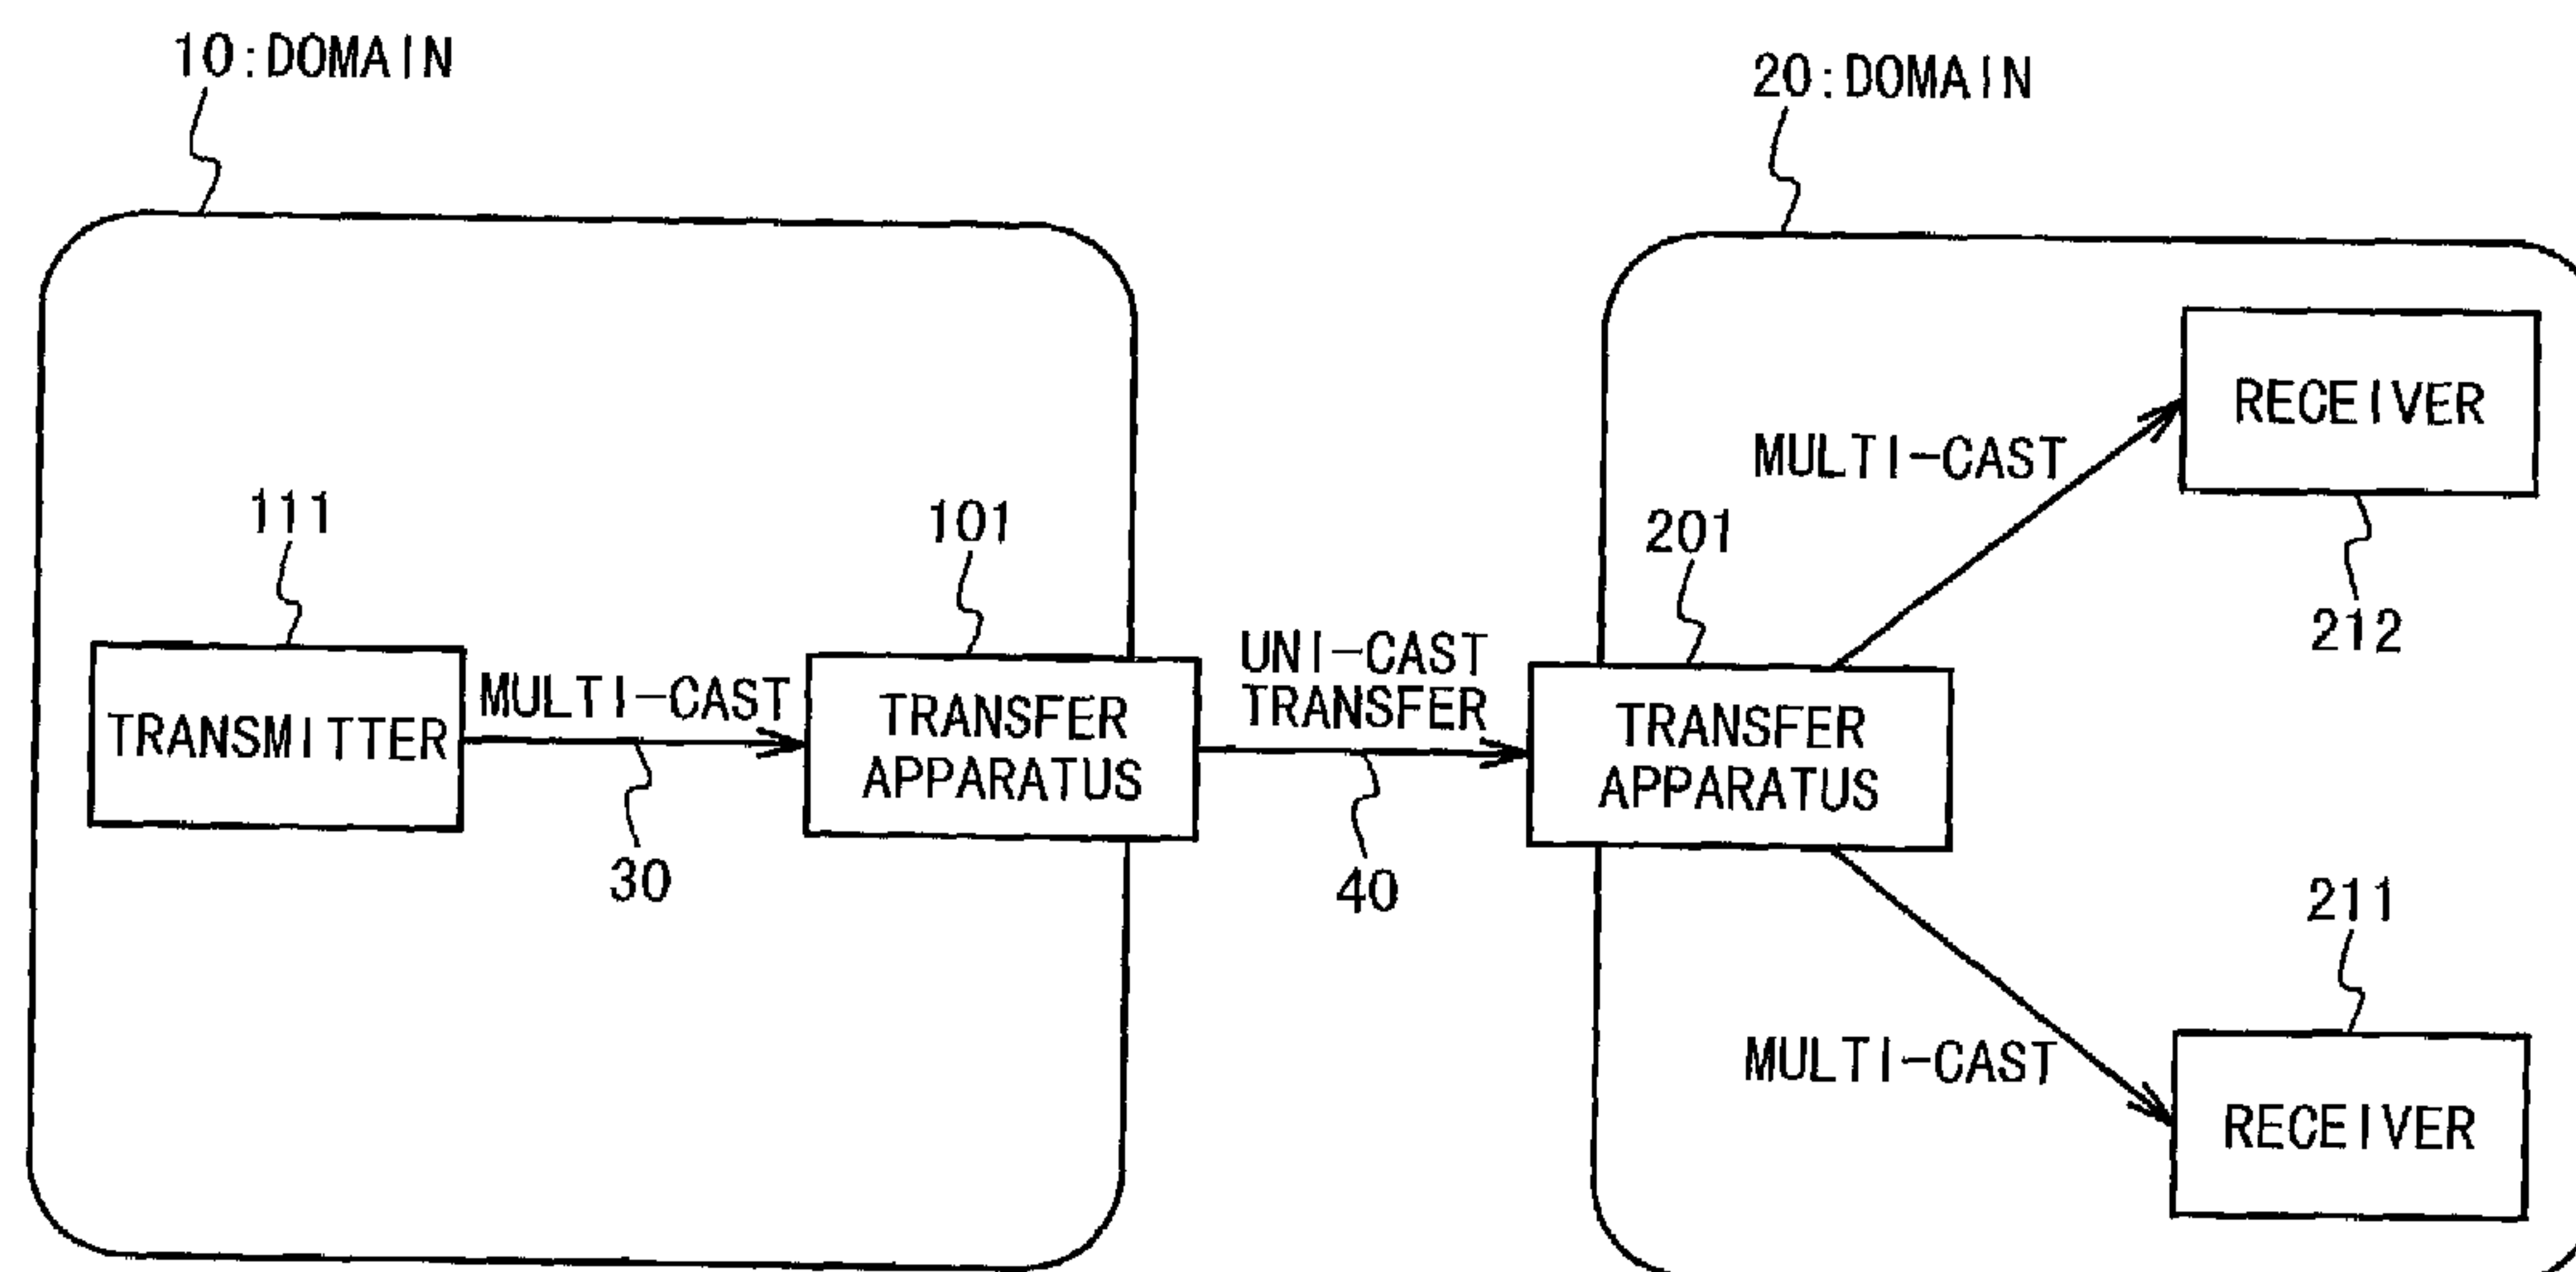 10:DOMAIN
20:DOMAIN
RECEIVER
MULTI-CAST
212
111
101
201
TRANSMITTER
MULTI-CAST
30
TRANSFER
APPARATUS
UNI-CAST
TRANSFER
40
TRANSFER
APPARATUS
211
MULTI-CAST
RECEIVER